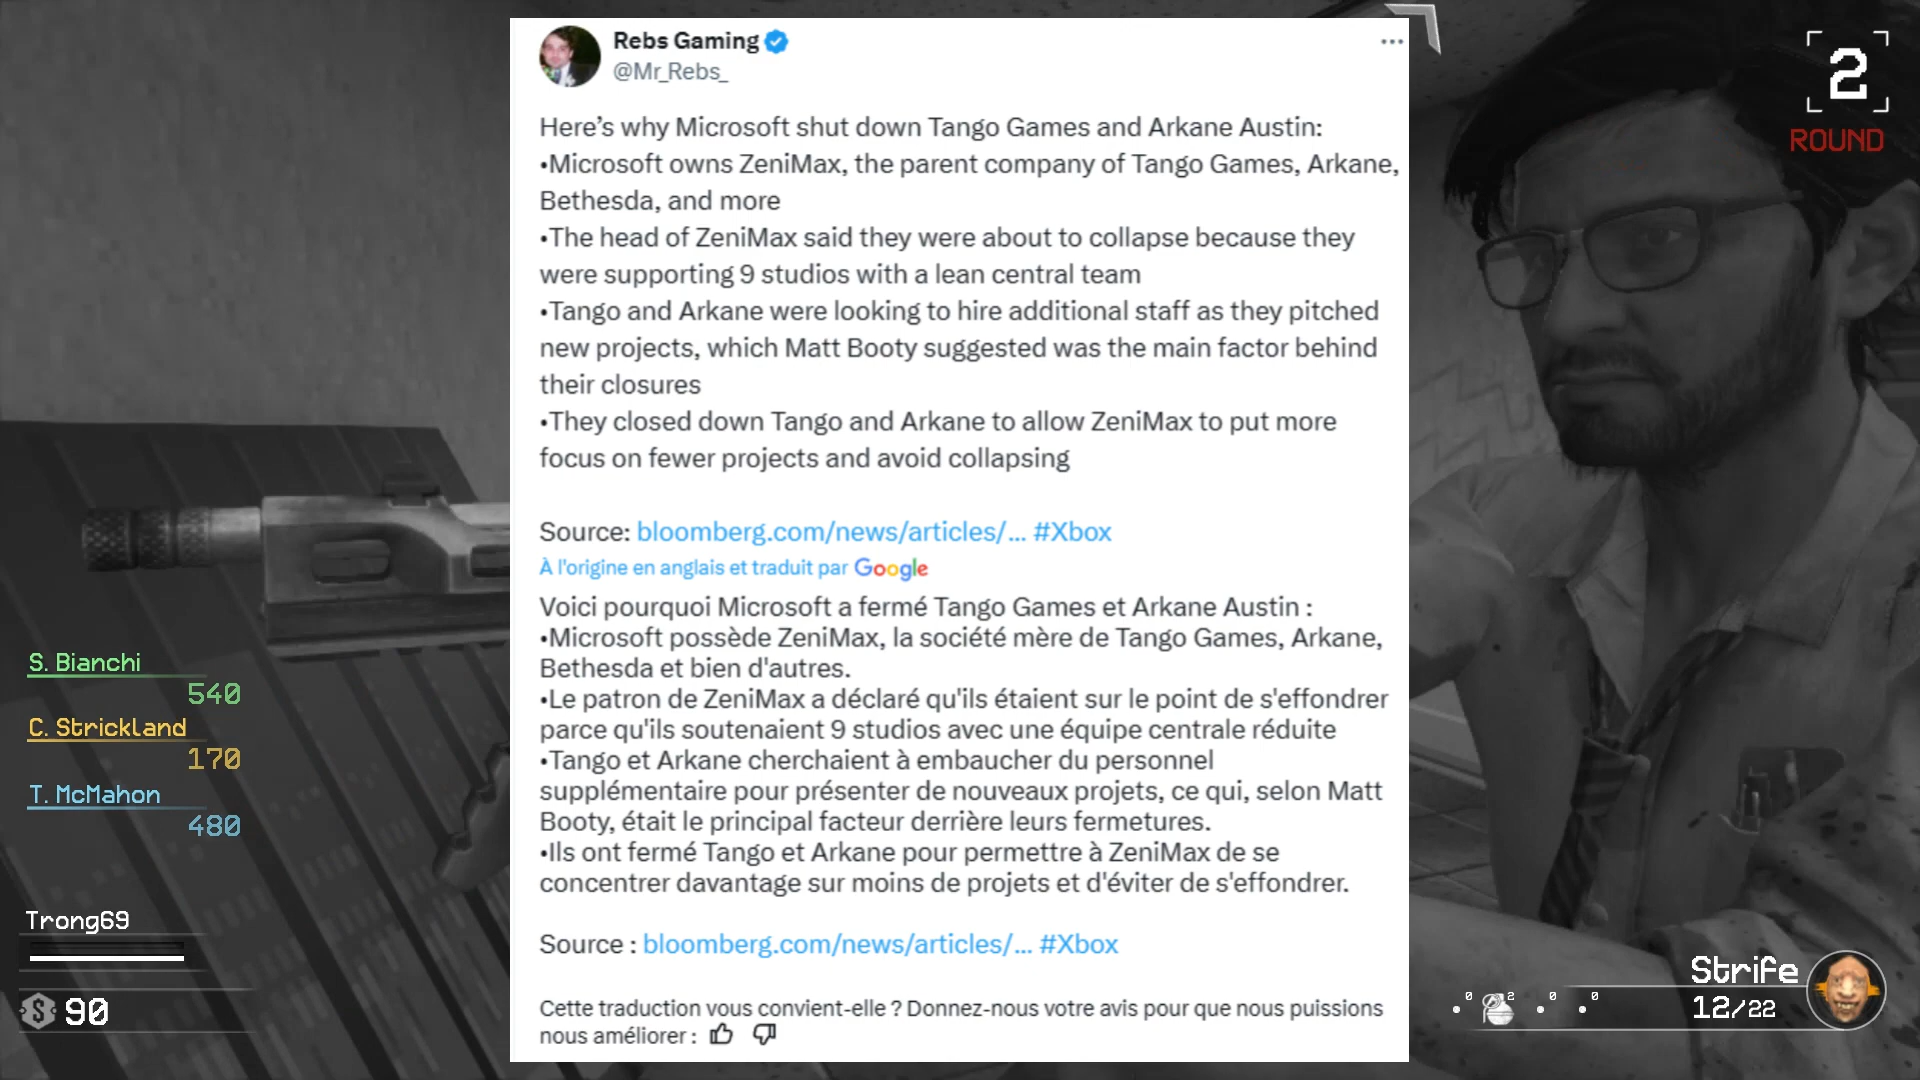 Rebs Gaming
@Mr_Rebs_
Here’s why Microsoft shut down Tango Games and Arkane Austin:
•Microsoft owns ZeniMax, the parent company of Tango Games, Arkane,
Bethesda, and more
•The head of ZeniMax said they were about to collapse because they
were supporting 9 studios with a lean central team
•Tango and Arkane were looking to hire additional staff as they pitched
new projects, which Matt Booty suggested was the main factor behind
their closures
•They closed down Tango and Arkane to allow ZeniMax to put more
focus on fewer projects and avoid collapsing
Source: bloomberg.com/news/articles/... #Xbox
À l'origine en anglais et traduit par Google
Voici pourquoi Microsoft a fermé Tango Games et Arkane Austin :
•Microsoft possède ZeniMax, la société mère de Tango Games, Arkane,
Bethesda et bien d'autres.
•Le patron de ZeniMax a déclaré qu'ils étaient sur le point de s'effondrer
parce qu'ils soutenaient 9 studios avec une équipe centrale réduite
•Tango et Arkane cherchaient à embaucher du personnel
supplémentaire pour présenter de nouveaux projets, ce qui, selon Matt
Booty, était le principal facteur derrière leurs fermetures.
•Ils ont fermé Tango et Arkane pour permettre à ZeniMax de se
concentrer davantage sur moins de projets et d'éviter de s'effondrer.
Source : bloomberg.com/news/articles/... #Xbox
Cette traduction vous convient-elle ? Donnez-nous votre avis pour que nous puissions
nous améliorer :
2
ROUND
S. Bianchi
540
C. Strickland
170
T. McMahon
480
Trong69
$ 90
Strife
0 2 0 0
12/22